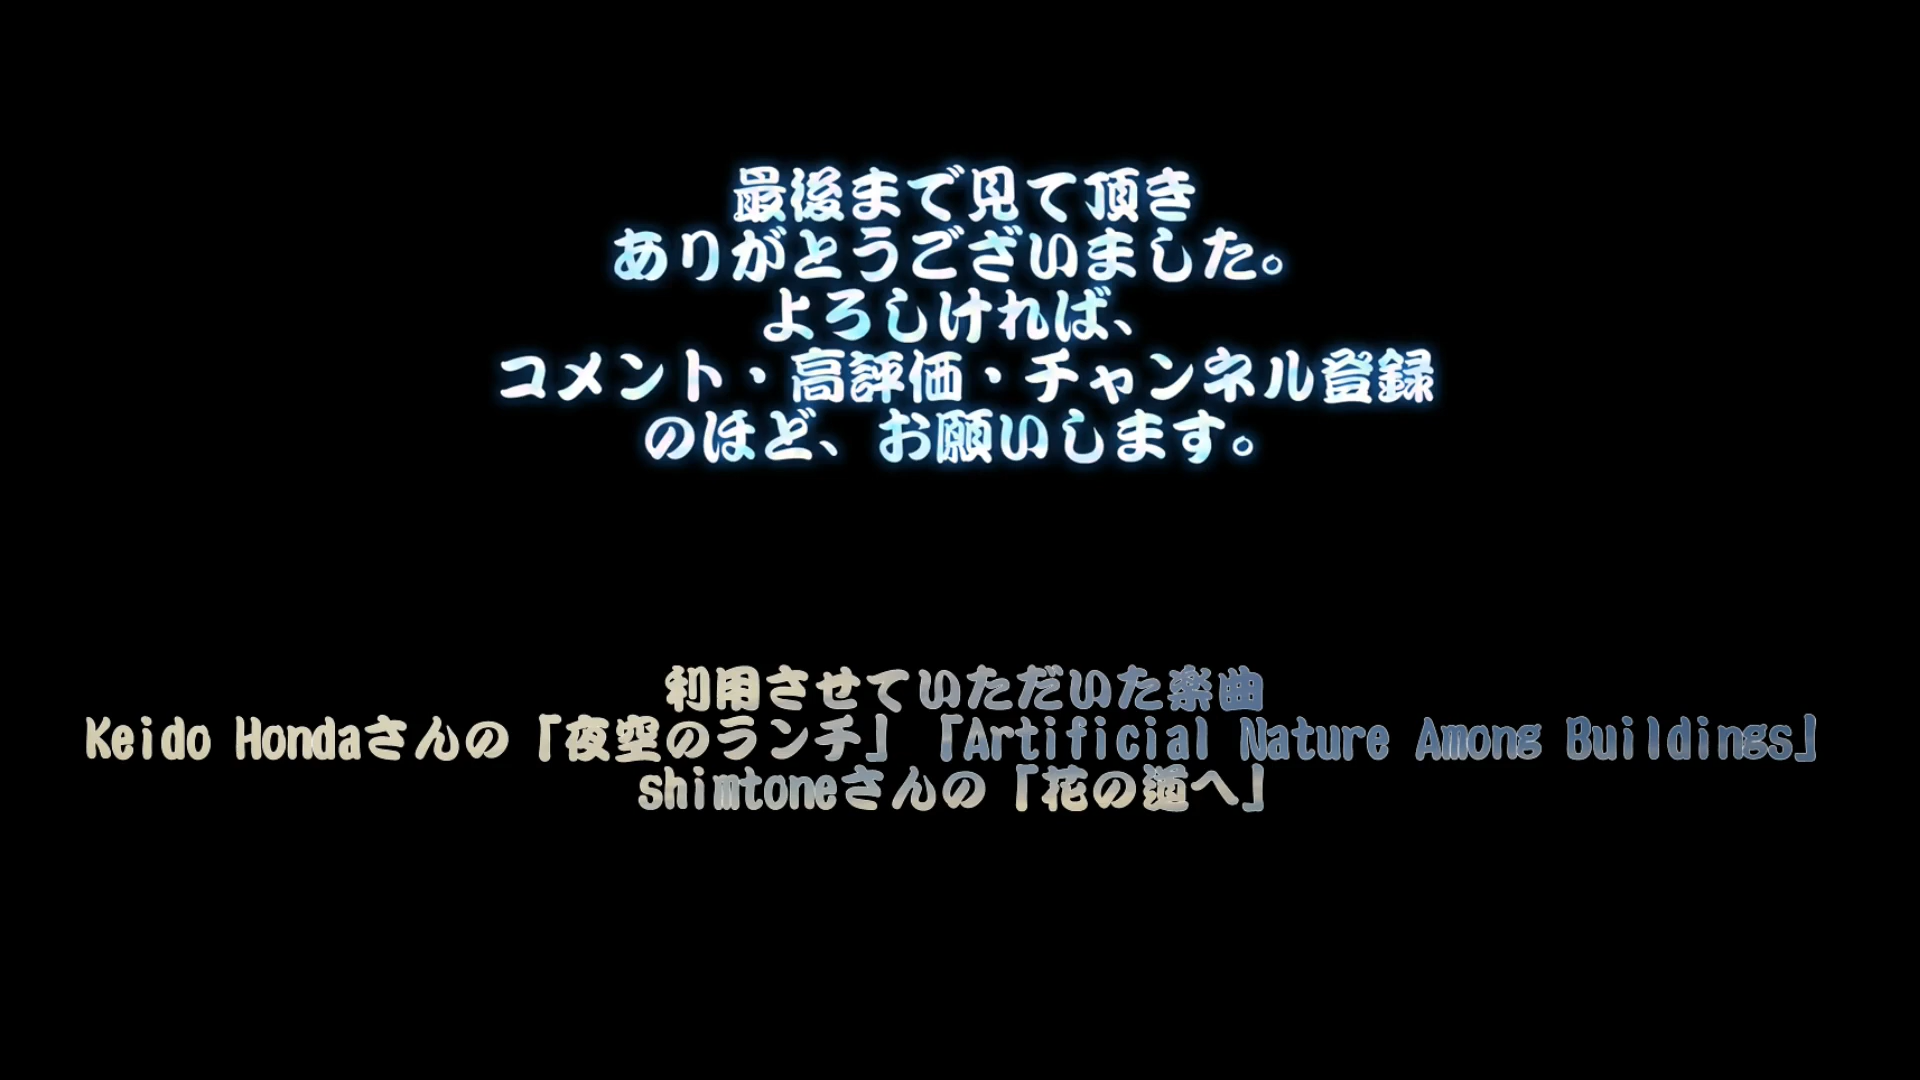 最後まで見て頂き
ありがとうございました。
よろしければ、
コメント・高評価・チャンネル登録
のほど、お願いします。
利用させていただいた楽曲
Keido Hondaさんの「夜空のランチ」「Artificial Nature Among Buildings」
shimtoneさんの「花の道へ」